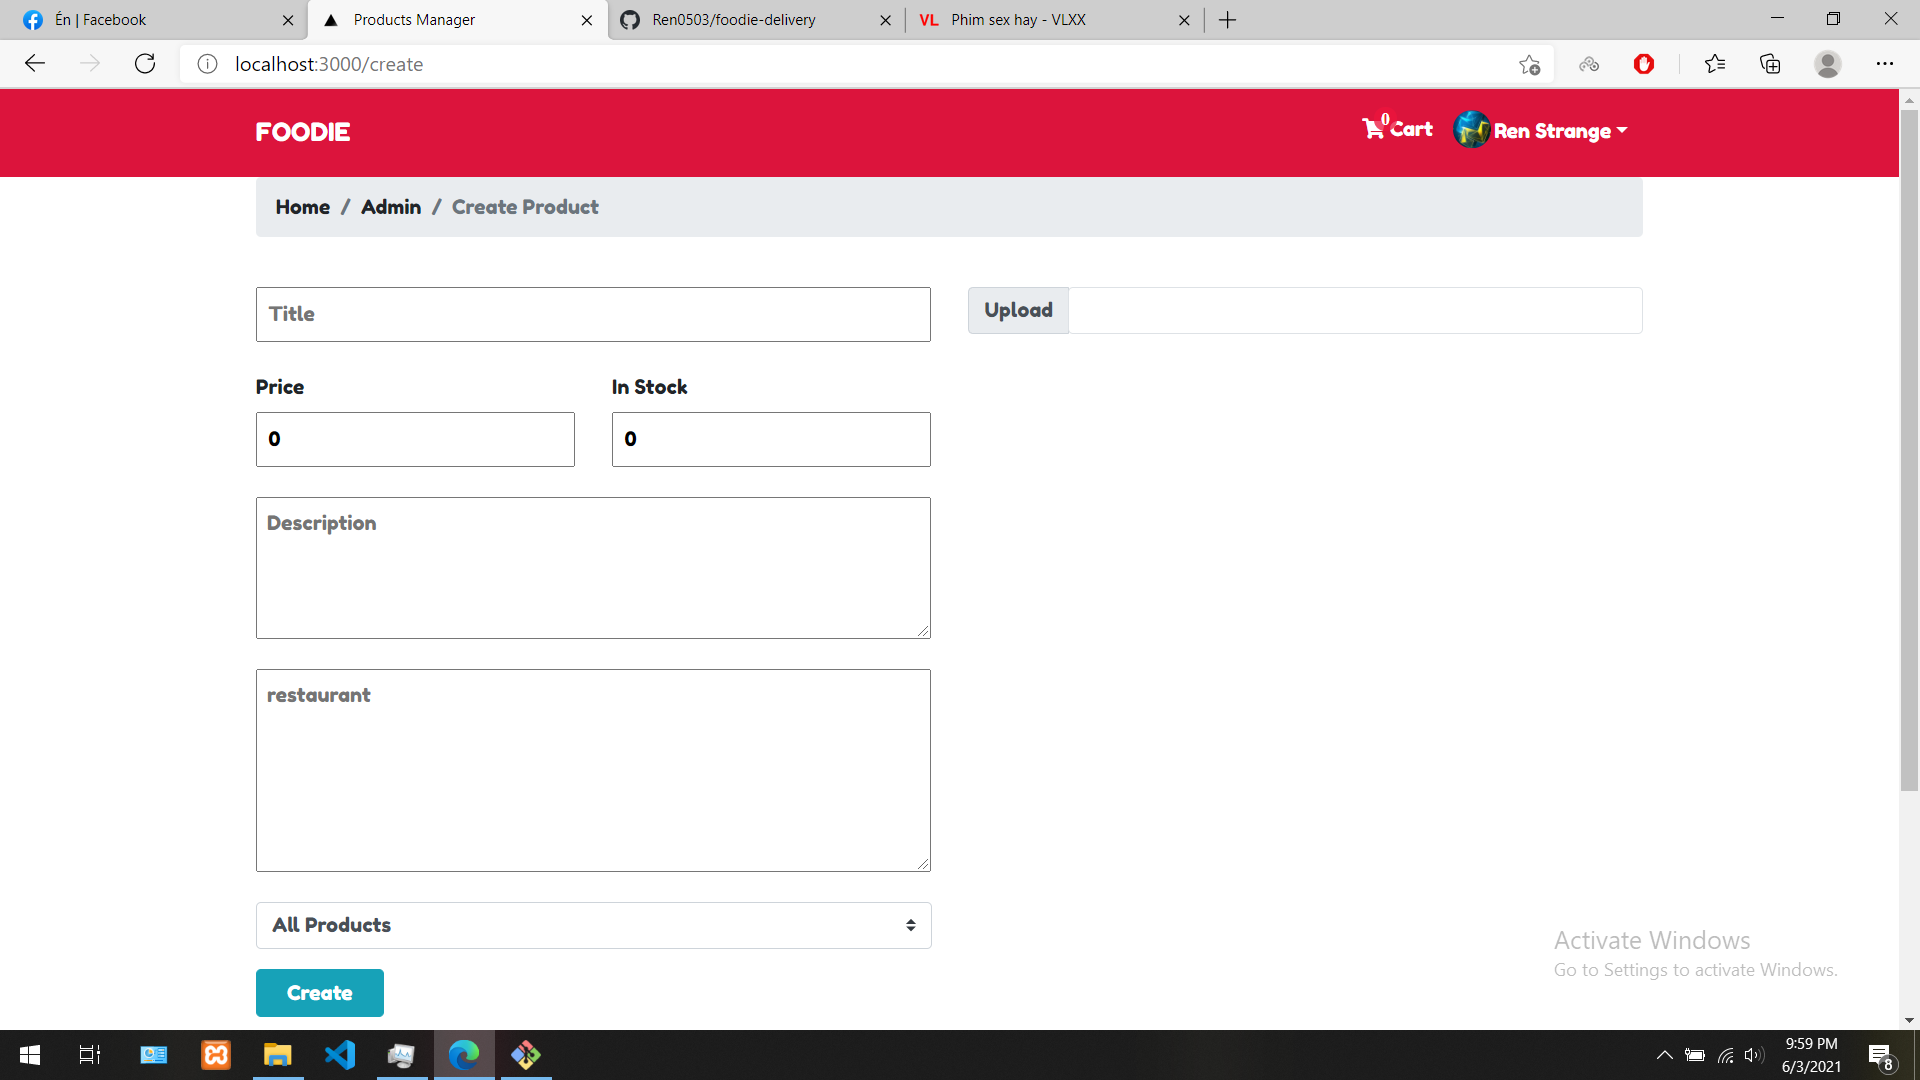 Én | Facebook
Products Manager
Ren0503/foodie-delivery
VL Phim sex hay - VLXX
localhost:3000/create
FOODIE
0
Cart
Ren Strange
Home / Admin / Create Product
Title
Upload
Price
In Stock
0
0
Description
restaurant
All Products
Create
Activate Windows
Go to Settings to activate Windows.
9:59 PM
6/3/2021
8